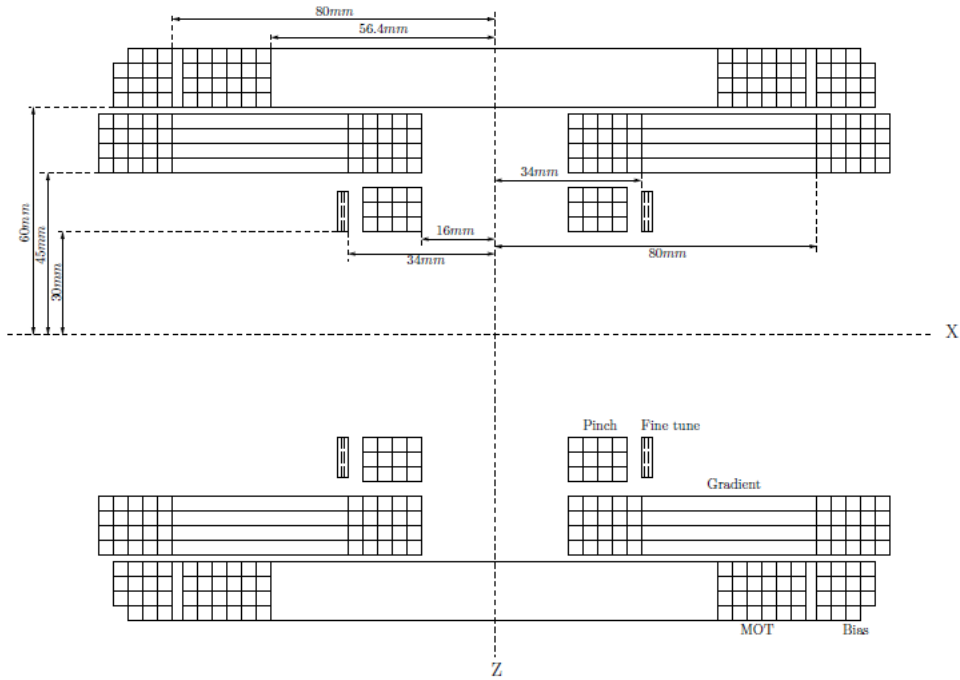 80mm
56.4mm
34mm
16mm
34mm
80mm
60mm
45mm
30mm
X
Pinch
Fine tune
Gradient
MOT
Bias
Z